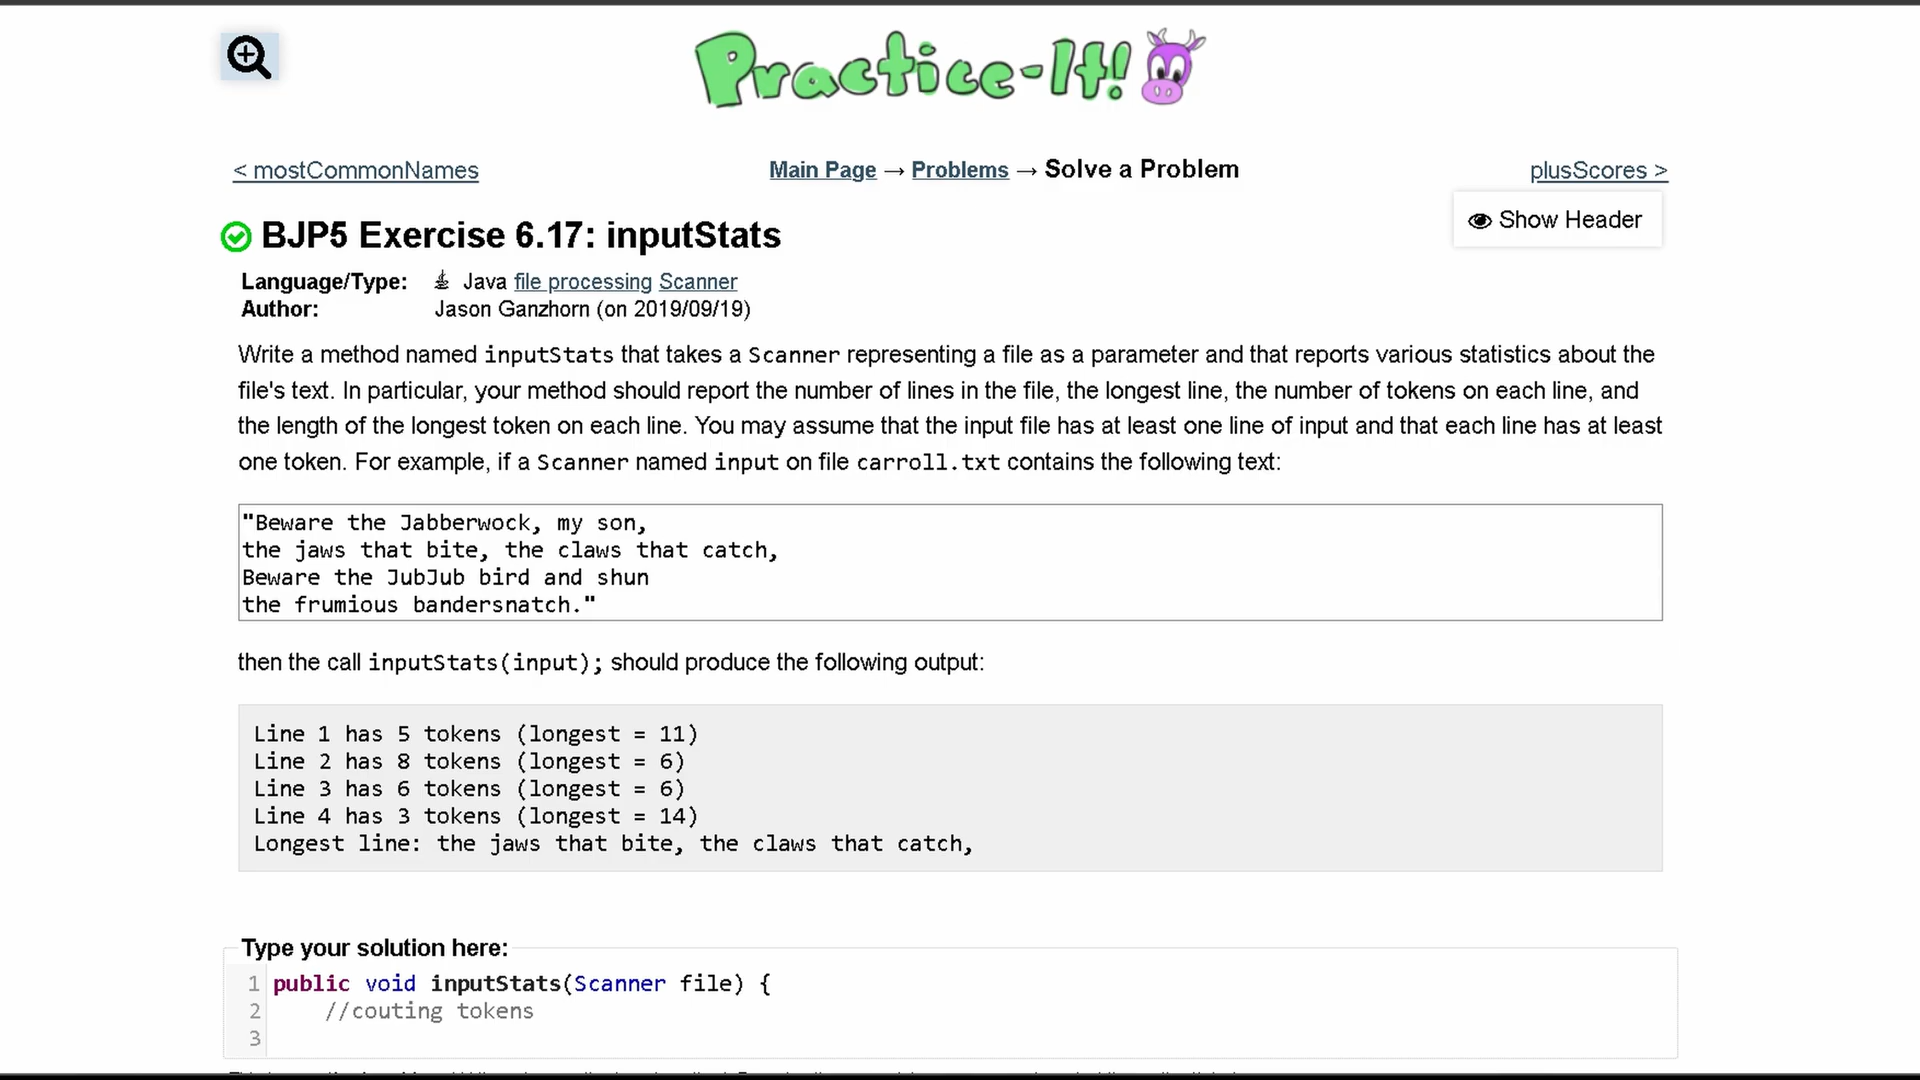 Practice-It!
< mostCommonNames
Main Page → Problems → Solve a Problem
plusScores >
Show Header
BJP5 Exercise 6.17: inputStats
Language/Type: Java file processing Scanner
Author: Jason Ganzhorn (on 2019/09/19)
Write a method named inputStats that takes a Scanner representing a file as a parameter and that reports various statistics about the
file's text. In particular, your method should report the number of lines in the file, the longest line, the number of tokens on each line, and
the length of the longest token on each line. You may assume that the input file has at least one line of input and that each line has at least
one token. For example, if a Scanner named input on file carroll.txt contains the following text:
"Beware the Jabberwock, my son,
the jaws that bite, the claws that catch,
Beware the JubJub bird and shun
the frumious bandersnatch."
then the call inputStats(input); should produce the following output:
Line 1 has 5 tokens (longest = 11)
Line 2 has 8 tokens (longest = 6)
Line 3 has 6 tokens (longest = 6)
Line 4 has 3 tokens (longest = 14)
Longest line: the jaws that bite, the claws that catch,
Type your solution here:
1 public void inputStats(Scanner file) {
2 //couting tokens
3